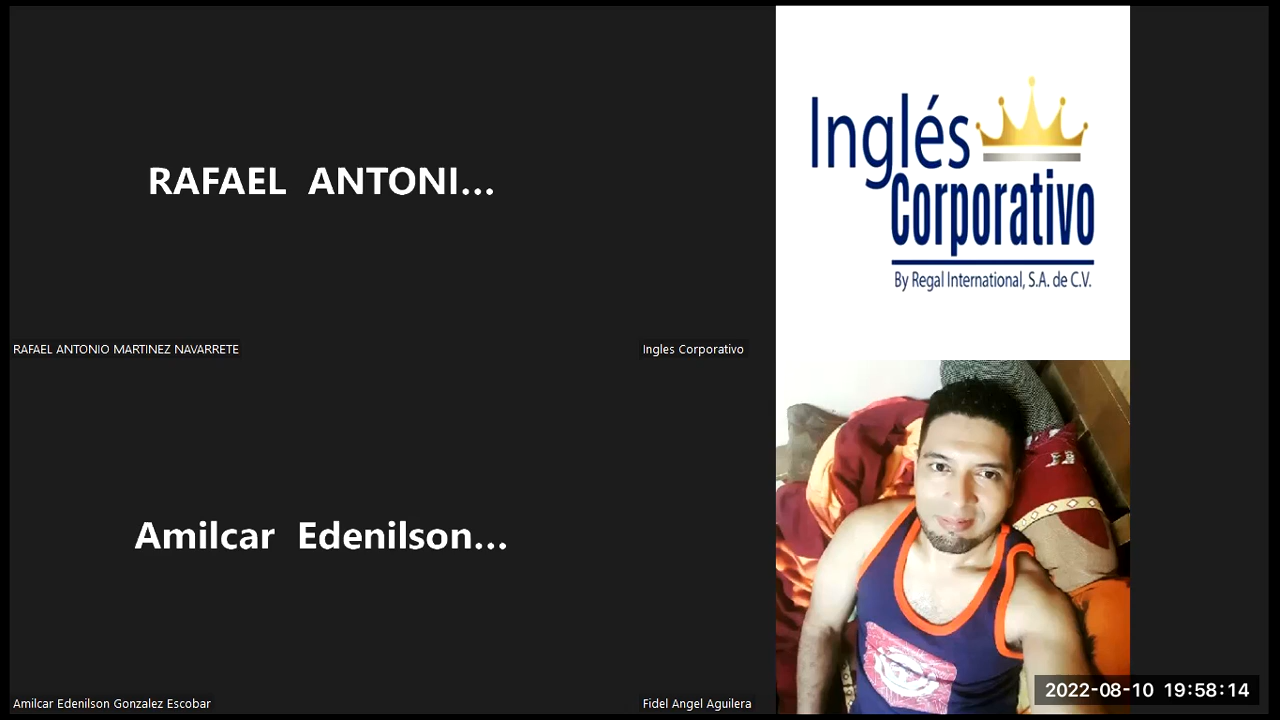 RAFAEL ANTONI...
RAFAEL ANTONIO MARTINEZ NAVARRETE
Inglés
Corporativo
By Regal International, S.A. de C.V.
Ingles Corporativo
Amilcar Edenilson...
Amilcar Edenilson Gonzalez Escobar
Fidel Angel Aguilera
2022-08-10 19:58:14